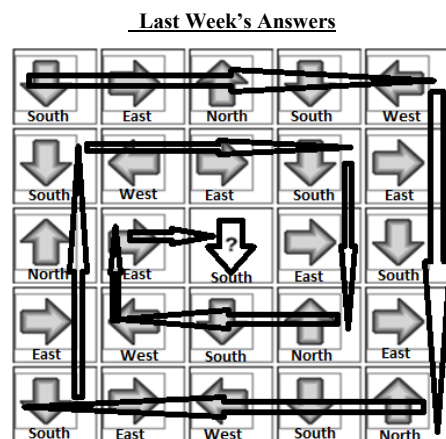 Last Week's Answers
South East North South West
South West East South East
North East ? East South
South
East West South North East
South East West South North